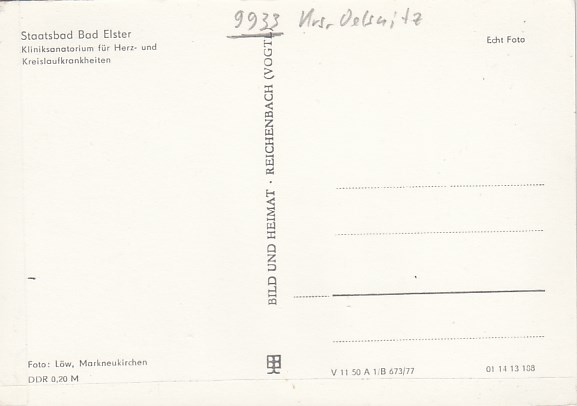 9933 Krs. Oelsnitz
Staatsbad Bad Elster
Kliniksanatorium für Herz- und
Kreislaufkrankheiten
Echt Foto
BILD UND HEIMAT · REICHENBACH (VOGTL
Foto: Löw, Markneukirchen
DDR 0,20 M
V 11 50 A 1/B 673/77
01 14 13 188